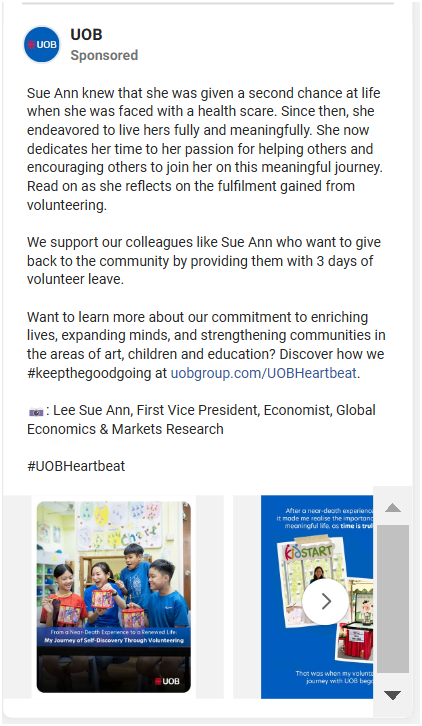 UOB
UOB
Sponsored
Sue Ann knew that she was given a second chance at life
when she was faced with a health scare. Since then, she
endeavored to live hers fully and meaningfully. She now
dedicates her time to her passion for helping others and
encouraging others to join her on this meaningful journey.
Read on as she reflects on the fulfilment gained from
volunteering.
We support our colleagues like Sue Ann who want to give
back to the community by providing them with 3 days of
volunteer leave.
Want to learn more about our commitment to enriching
lives, expanding minds, and strengthening communities in
the areas of art, children and education? Discover how we
#keepthegoodgoing at uobgroup.com/UOBHeartbeat.
: Lee Sue Ann, First Vice President, Economist, Global
Economics & Markets Research
#UOBHeartbeat
From a Near-Death Experience to a Renewed Life:
My Journey of Self-Discovery Through Volunteering
UOB
After a near-death experience
it made me realise the importanc
meaningful life, as time is trul
KIDSTART
That was when my volunt
journey with UOB bega